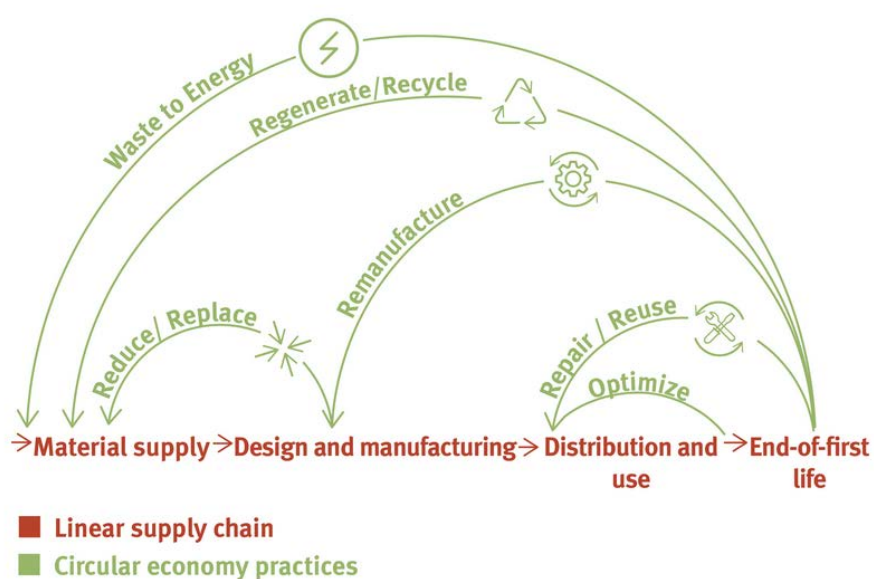 Waste to Energy
Regenerate/Recycle
Remanufacture
Reduce/ Replace
Repair / Reuse
Optimize
Material supply
Design and manufacturing
Distribution and use
End-of-first life
Linear supply chain
Circular economy practices